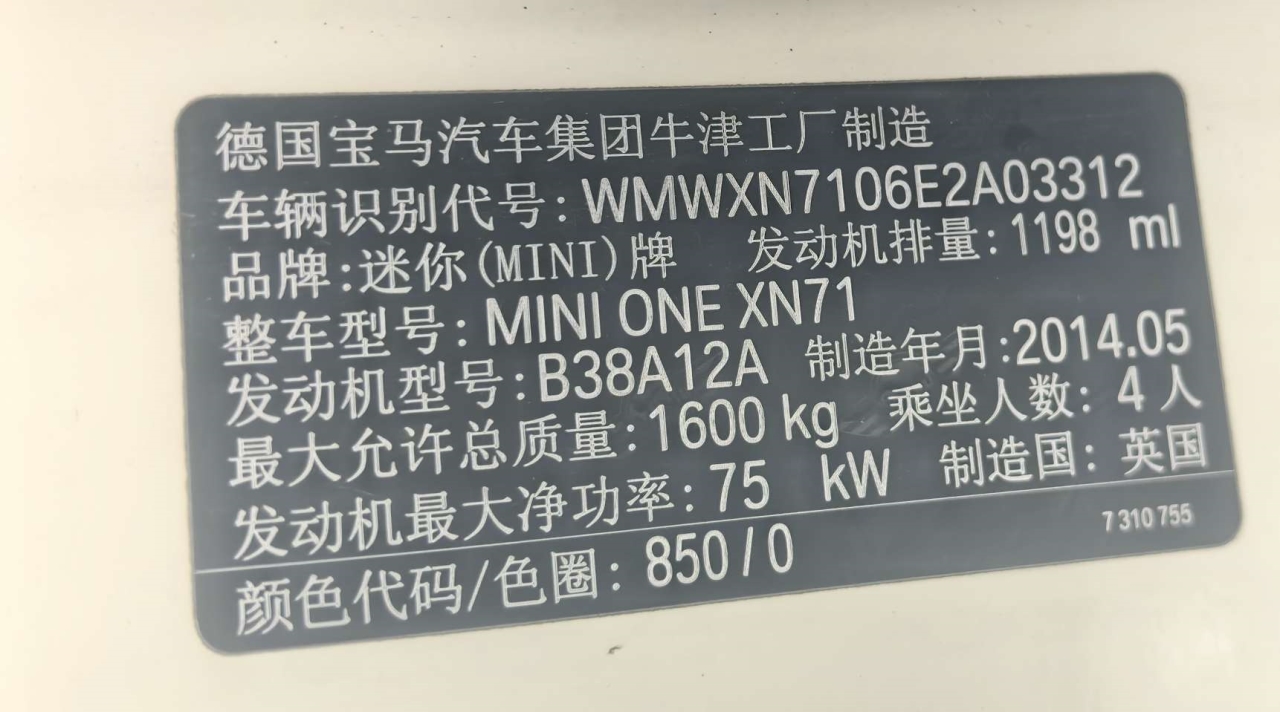 德国宝马汽车集团牛津工厂制造
车辆识别代号:WMWXN7106E2A03312
品牌:迷你(MINI)牌 发动机排量:1198 ml
整车型号:MINI ONE XN71
发动机型号:B38A12A 制造年月:2014.05
最大允许总质量:1600 kg 乘坐人数:4人
发动机最大净功率:75 kW 制造国:英国
7 310 755
颜色代码/色圈:850/0